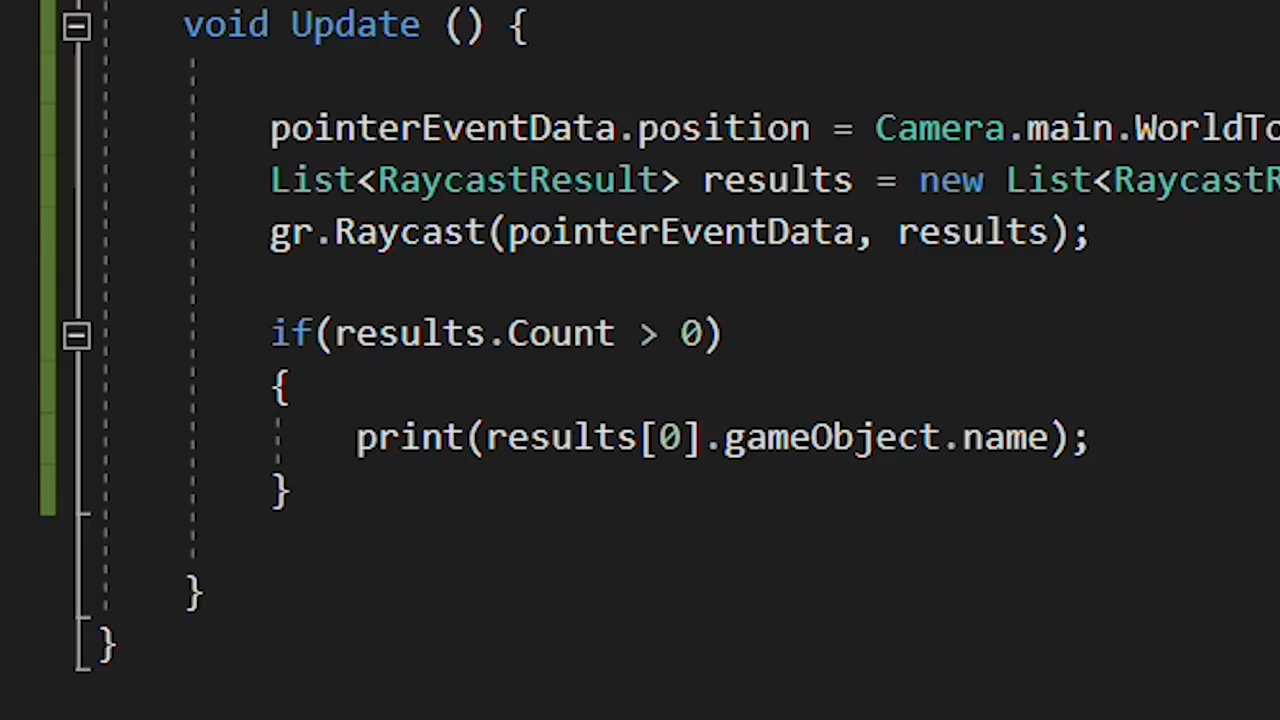 void Update () {
pointerEventData.position = Camera.main.WorldTo
List<RaycastResult> results = new List<RaycastR
gr.Raycast(pointerEventData, results);
if(results.Count > 0)
{
print(results[0].gameObject.name);
}
}
}